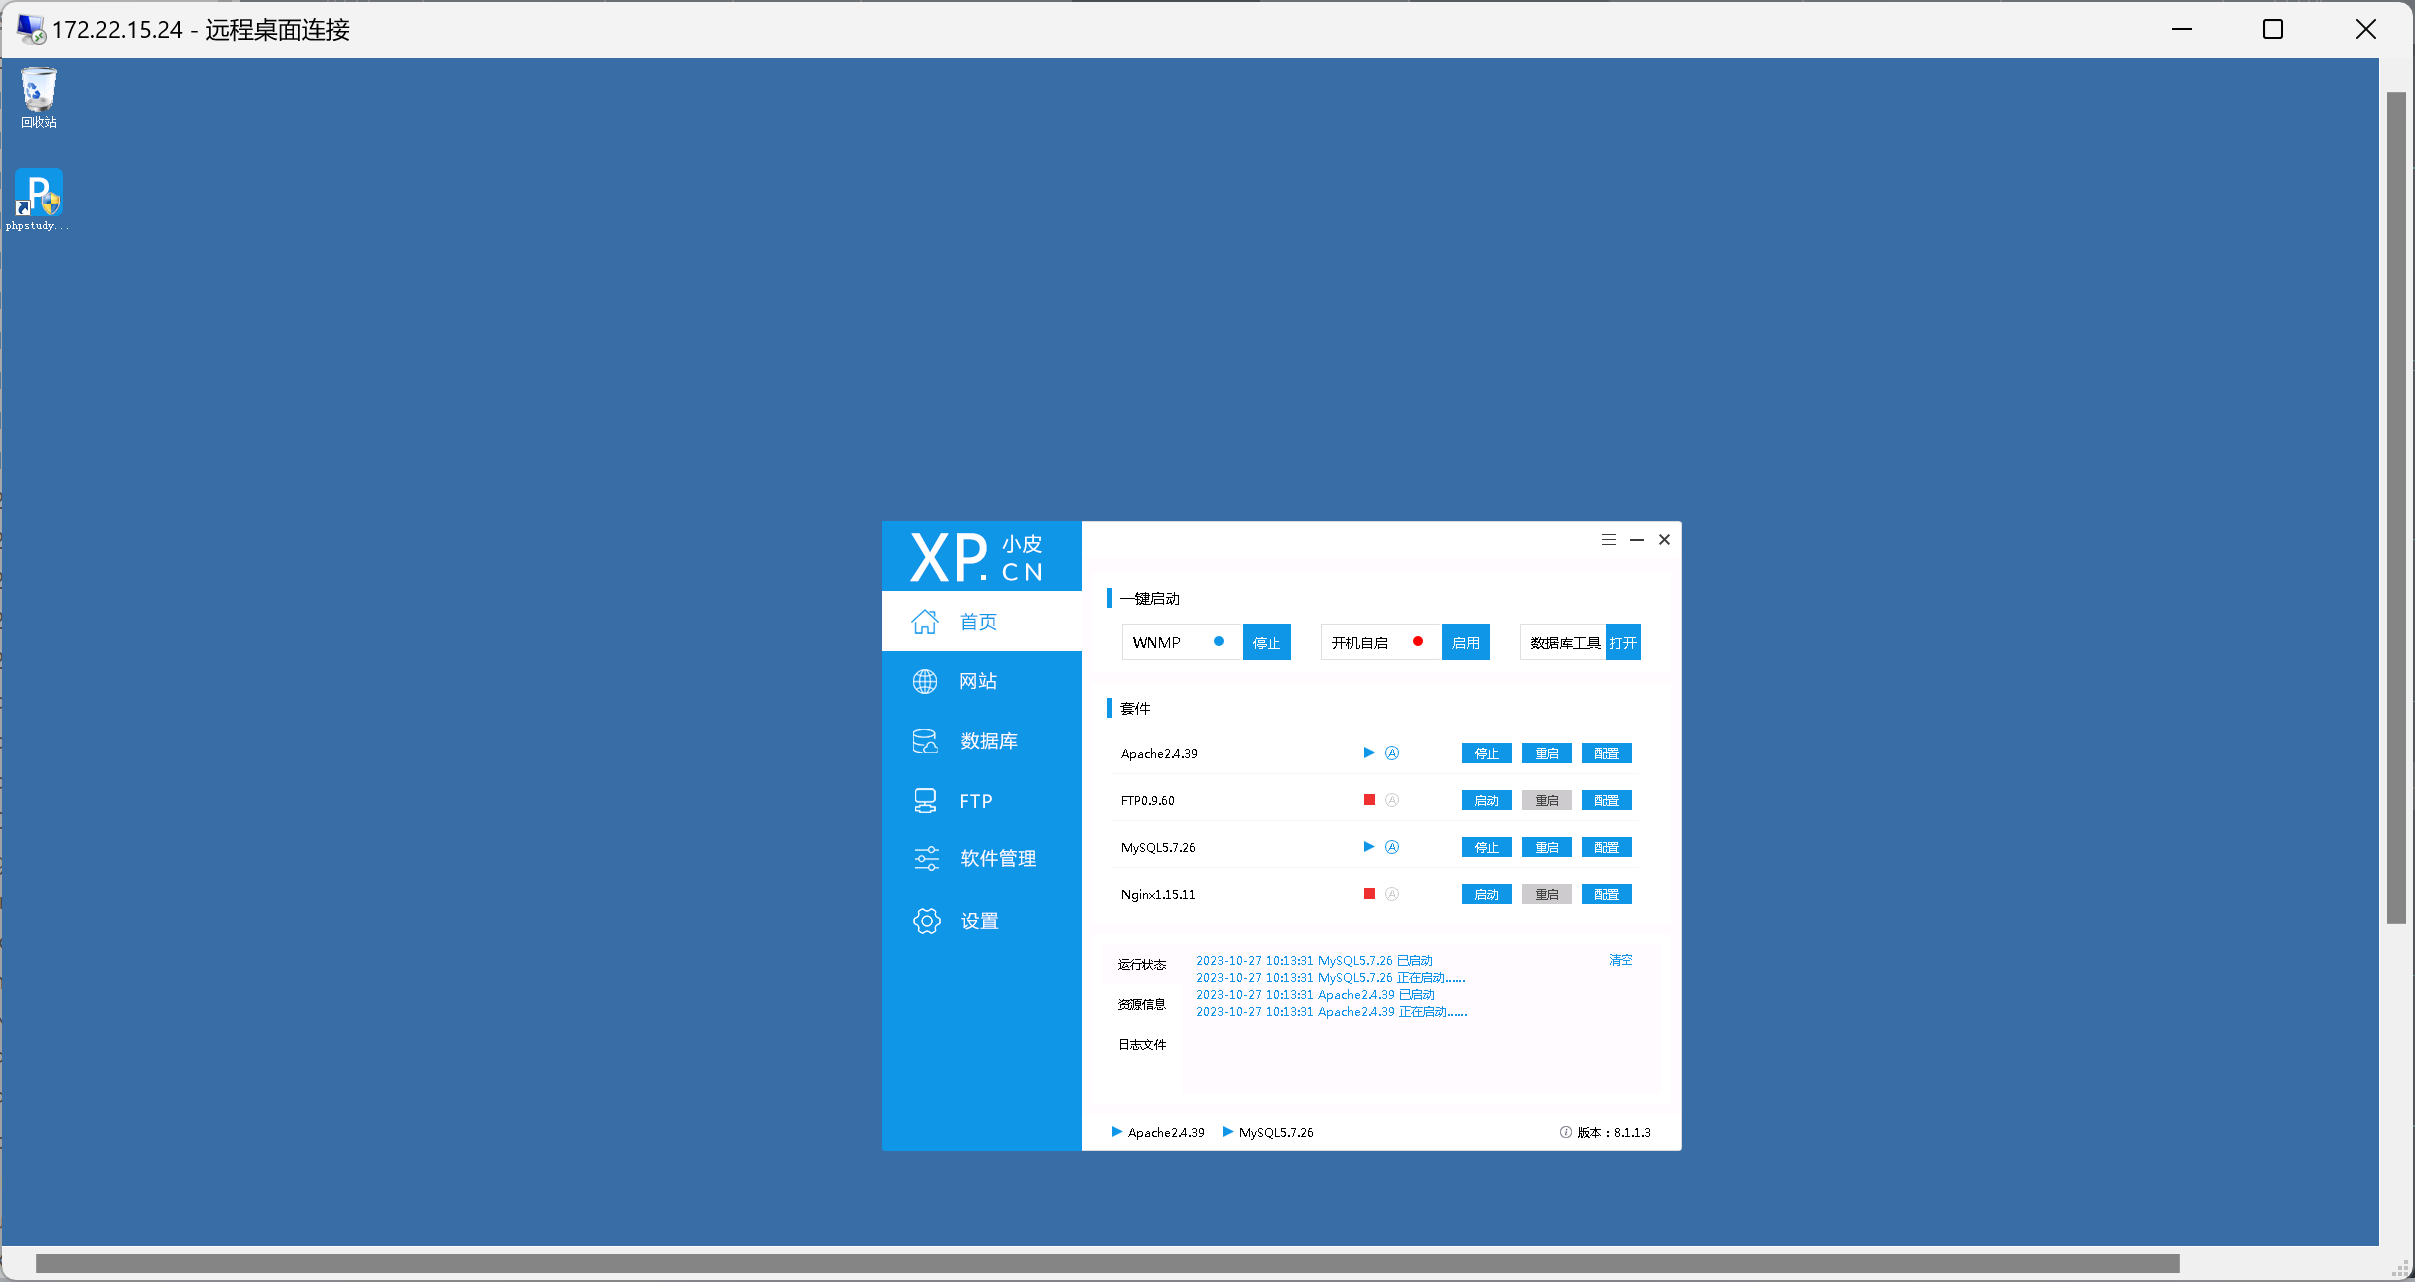 172.22.15.24 - 远程桌面连接
回收站
phpstudy...
XP. 小皮
CN
首页
网站
数据库
FTP
软件管理
设置
一键启动
WNMP 停止 开机自启 启用 数据库工具 打开
套件
Apache2.4.39 停止 重启 配置
FTP0.9.60 启动 重启 配置
MySQL5.7.26 停止 重启 配置
Nginx1.15.11 启动 重启 配置
运行状态
资源信息
日志文件
2023-10-27 10:13:31 MySQL5.7.26 已启动 清空
2023-10-27 10:13:31 MySQL5.7.26 正在启动......
2023-10-27 10:13:31 Apache2.4.39 已启动
2023-10-27 10:13:31 Apache2.4.39 正在启动......
Apache2.4.39 MySQL5.7.26 版本：8.1.1.3